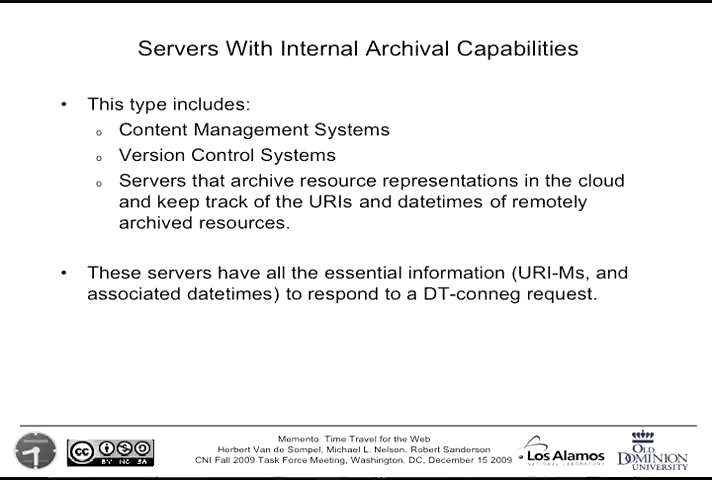 Servers With Internal Archival Capabilities
• This type includes:
o Content Management Systems
o Version Control Systems
o Servers that archive resource representations in the cloud
and keep track of the URIs and datetimes of remotely
archived resources.
• These servers have all the essential information (URI-Ms, and
associated datetimes) to respond to a DT-conneg request.
Memento: Time Travel for the Web
Herbert Van de Sompel, Michael L. Nelson, Robert Sanderson
CNI Fall 2009 Task Force Meeting, Washington, DC, December 15 2009
cc
BY NC SA
Los Alamos
NATIONAL LABORATORY
OLD
DOMINION
UNIVERSITY